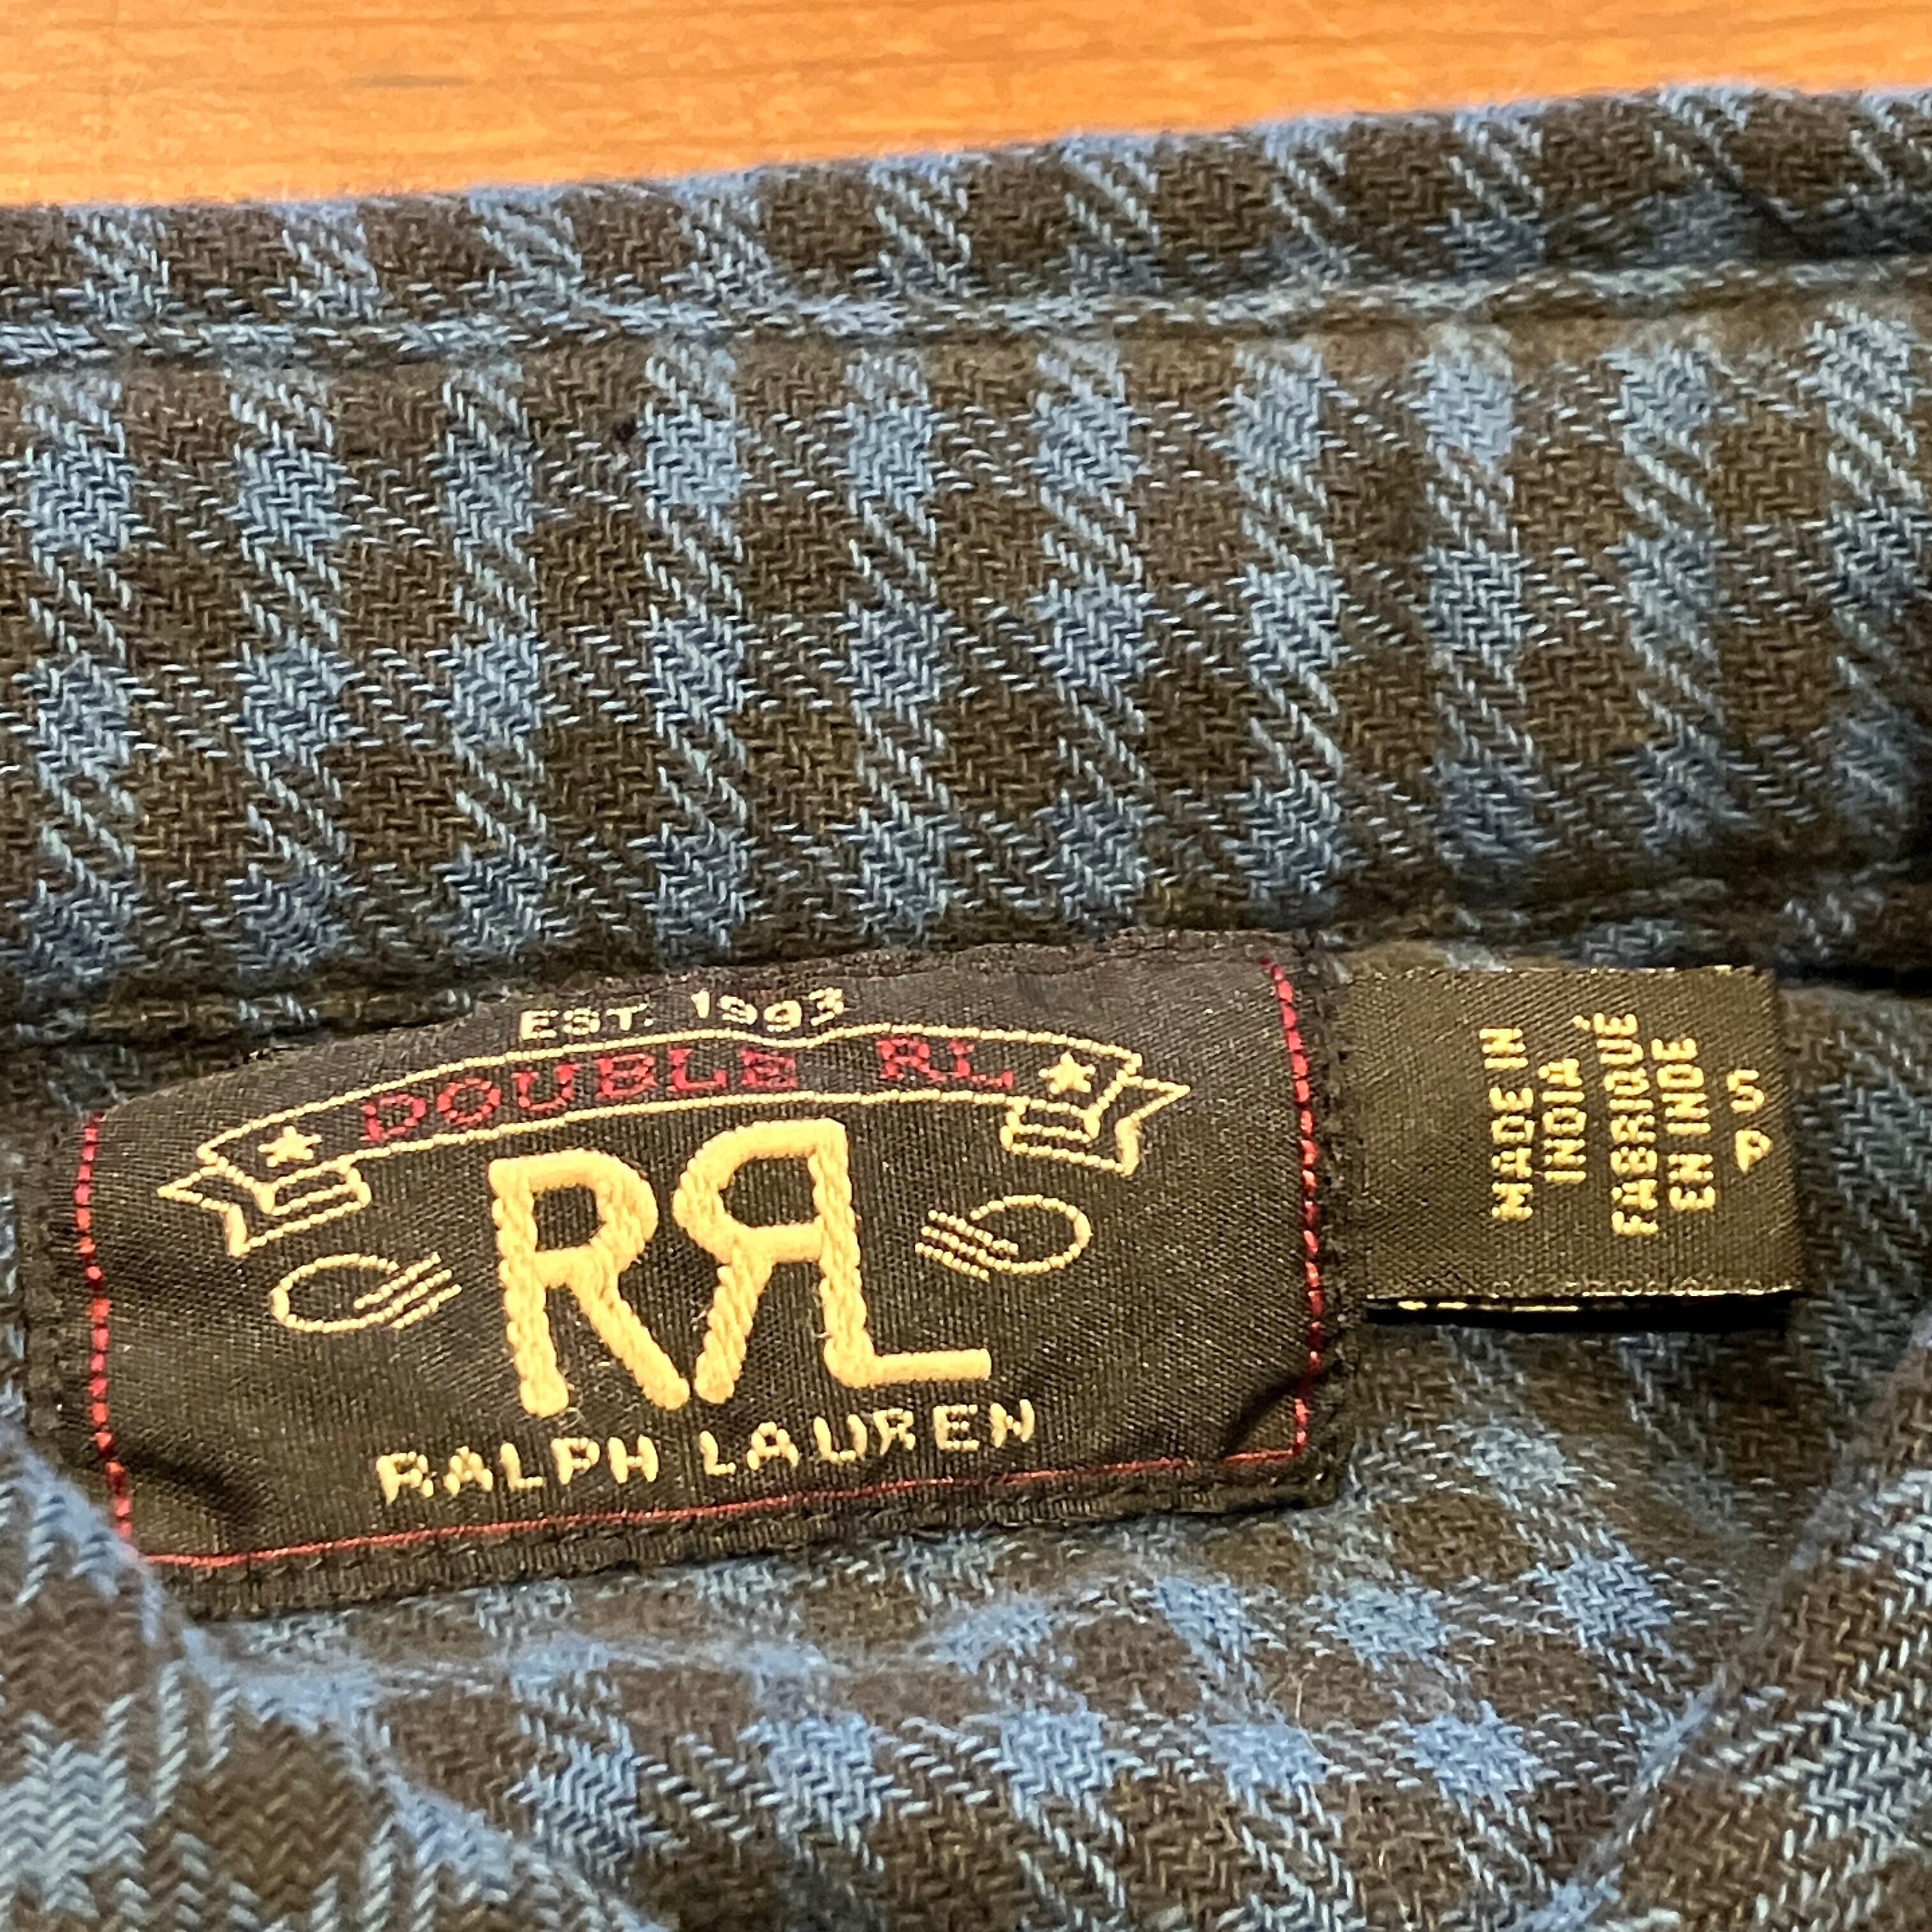 EST. 1993
DOUBLE RL
RRL
RALPH LAUREN
MADE IN
INDIA
FABRIQUÉ
EN INDE
S P